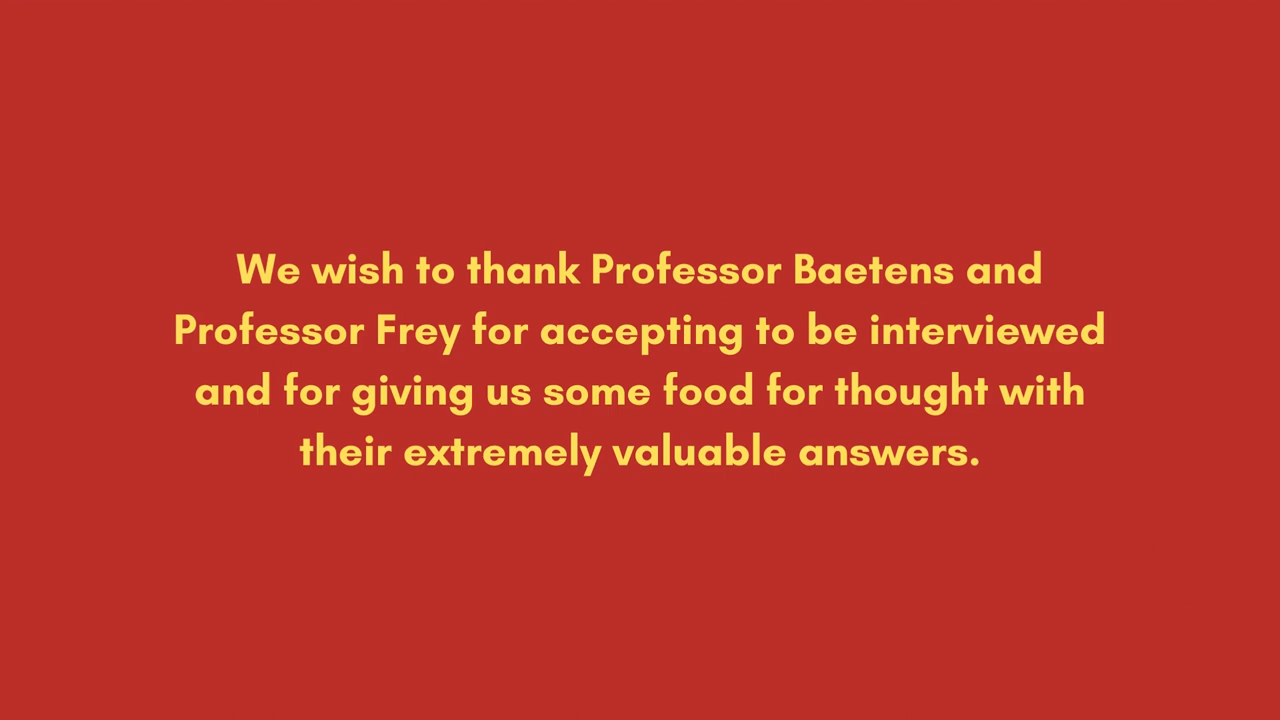 We wish to thank Professor Baetens and
Professor Frey for accepting to be interviewed
and for giving us some food for thought with
their extremely valuable answers.